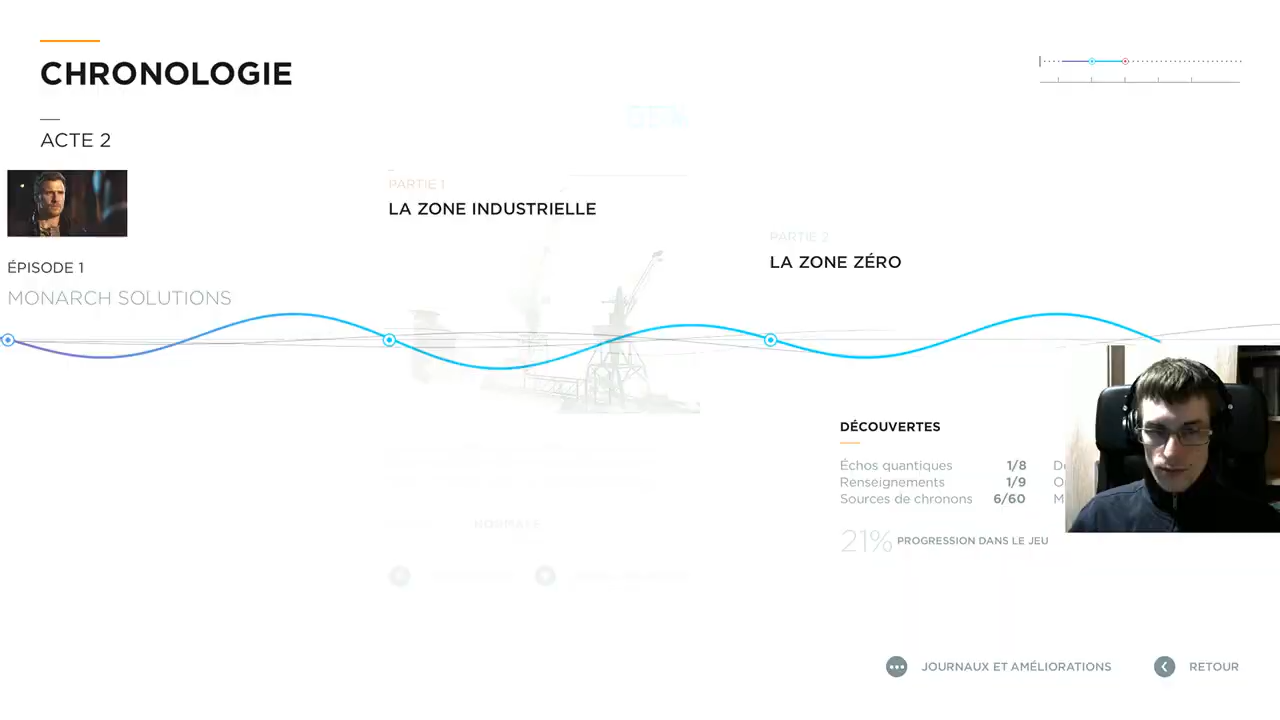 CHRONOLOGIE
ACTE 2
PARTIE 1
LA ZONE INDUSTRIELLE
PARTIE 2
LA ZONE ZÉRO
ÉPISODE 1
MONARCH SOLUTIONS
DÉCOUVERTES
Échos quantiques 1/8
Renseignements 1/9
Sources de chronons 6/60
21% PROGRESSION DANS LE JEU
JOURNAUX ET AMÉLIORATIONS
RETOUR